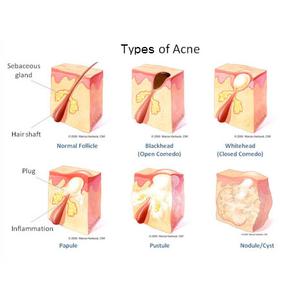 Types of Acne
Sebaceous
gland
Hair shaft
Normal Follicle
Blackhead
(Open Comedo)
Whitehead
(Closed Comedo)
Plug
Inflammation
Papule
Pustule
Nodule/Cyst